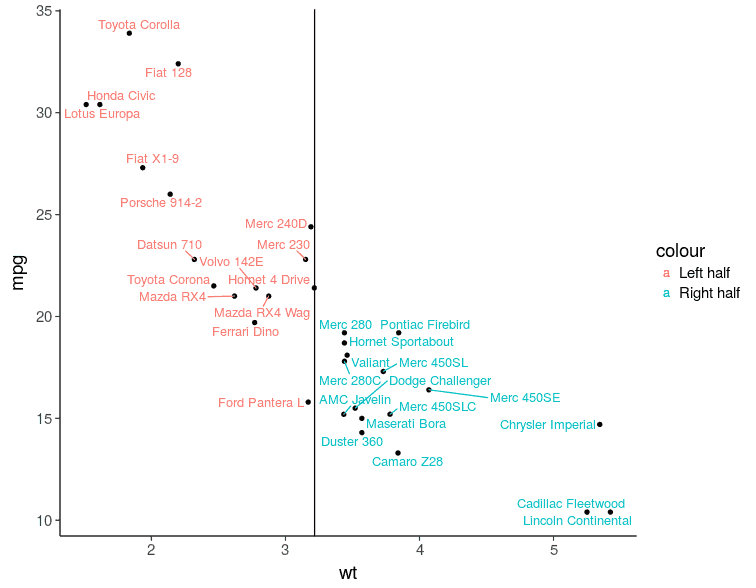 35
Toyota Corolla
Fiat 128
Honda Civic
30
Lotus Europa
Fiat X1-9
Porsche 914-2
25
Merc 240D
Datsun 710
Merc 230
Volvo 142E
Toyota Corona
Hornet 4 Drive
Mazda RX4
Mazda RX4 Wag
20
Ferrari Dino
Merc 280
Pontiac Firebird
Hornet Sportabout
Valiant
Merc 450SL
Merc 280C
Dodge Challenger
AMC Javelin
Merc 450SE
Ford Pantera L
Merc 450SLC
15
Maserati Bora
Chrysler Imperial
Duster 360
Camaro Z28
Cadillac Fleetwood
10
Lincoln Continental
2
3
4
5
wt
mpg
colour
a Left half
a Right half